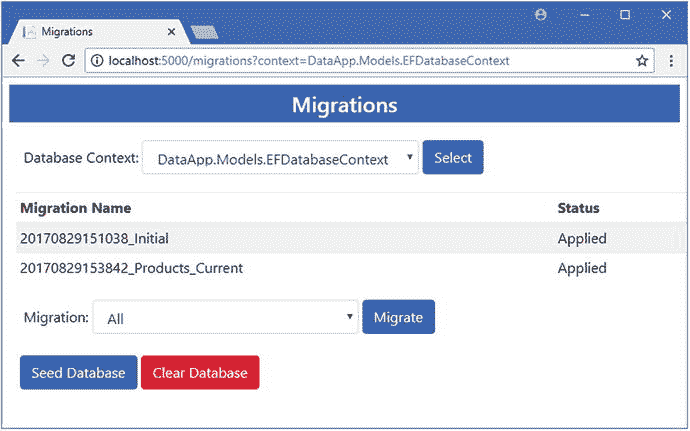 Migrations
localhost:5000/migrations?context=DataApp.Models.EFDatabaseContext
Migrations
Database Context: DataApp.Models.EFDatabaseContext Select
Migration Name Status
20170829151038_Initial Applied
20170829153842_Products_Current Applied
Migration: All Migrate
Seed Database Clear Database